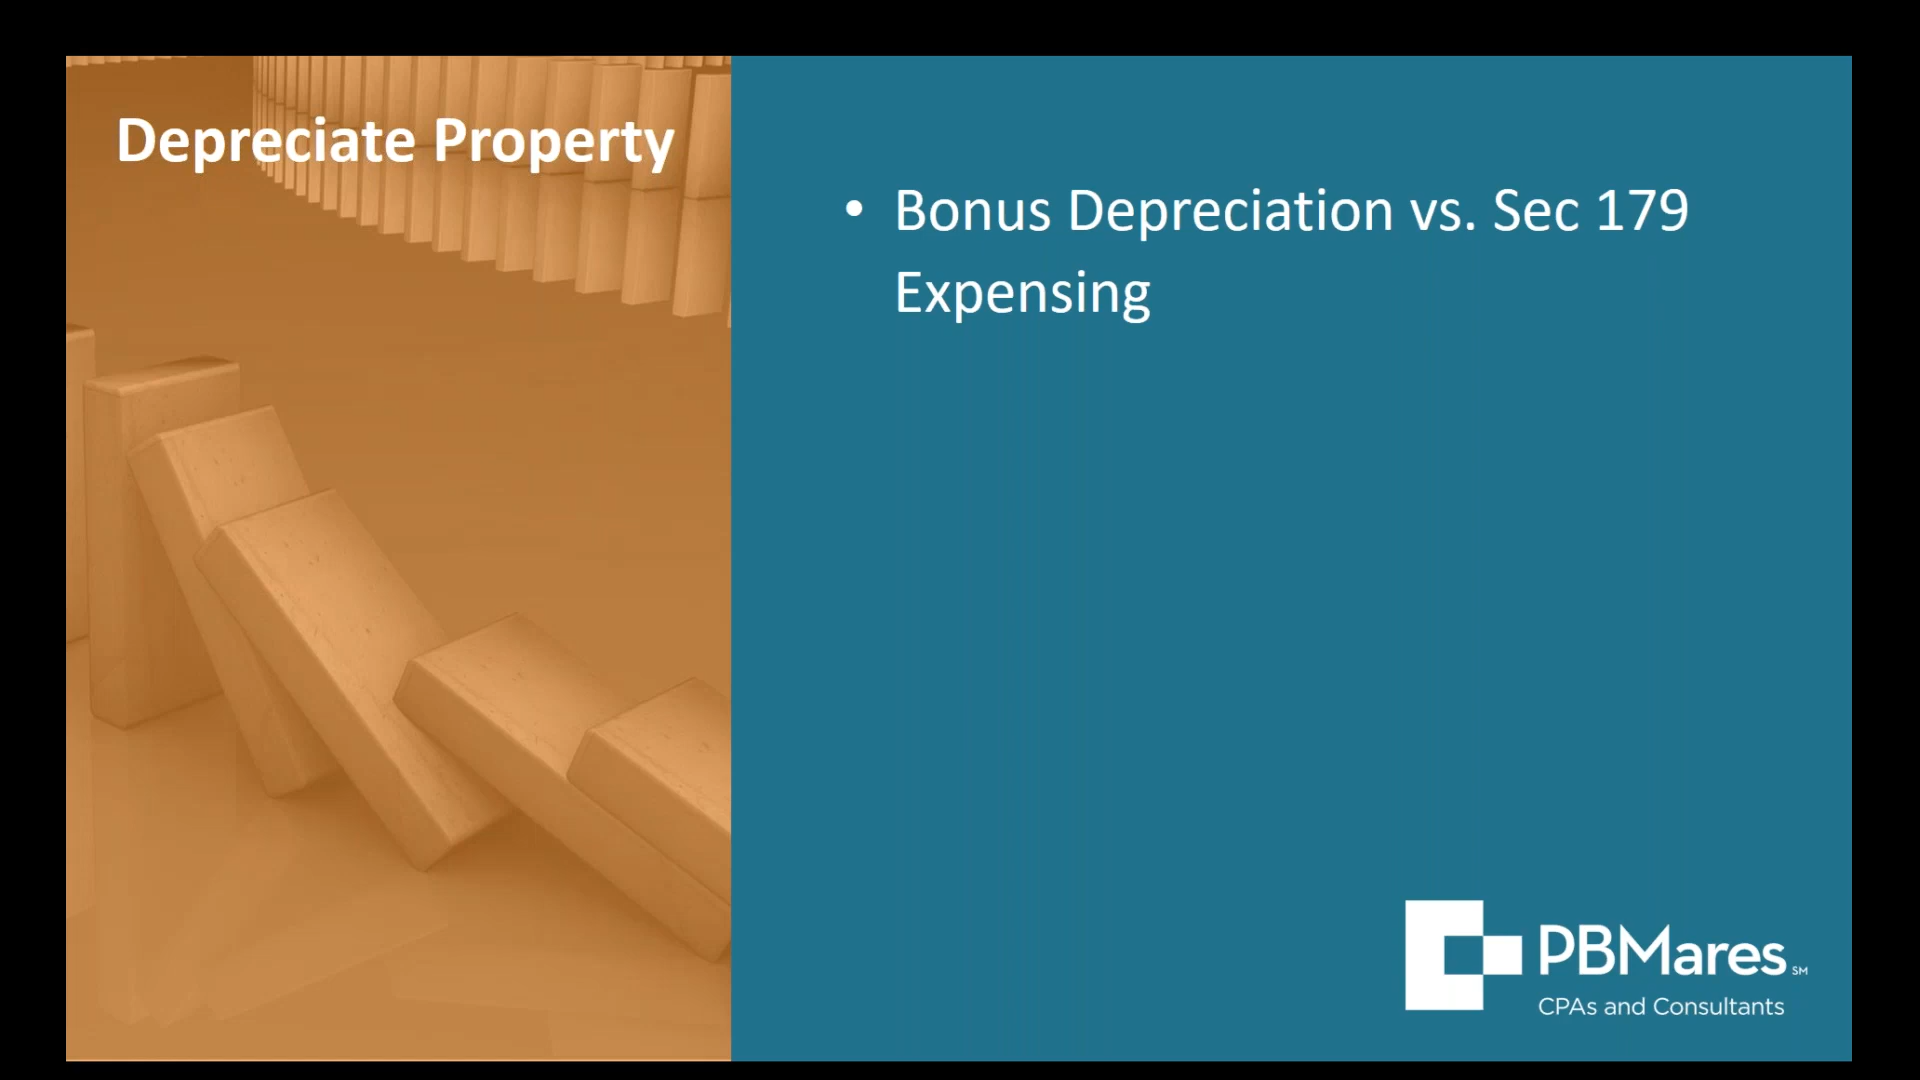 Depreciate Property
• Bonus Depreciation vs. Sec 179
Expensing
PBMares SM
CPAs and Consultants